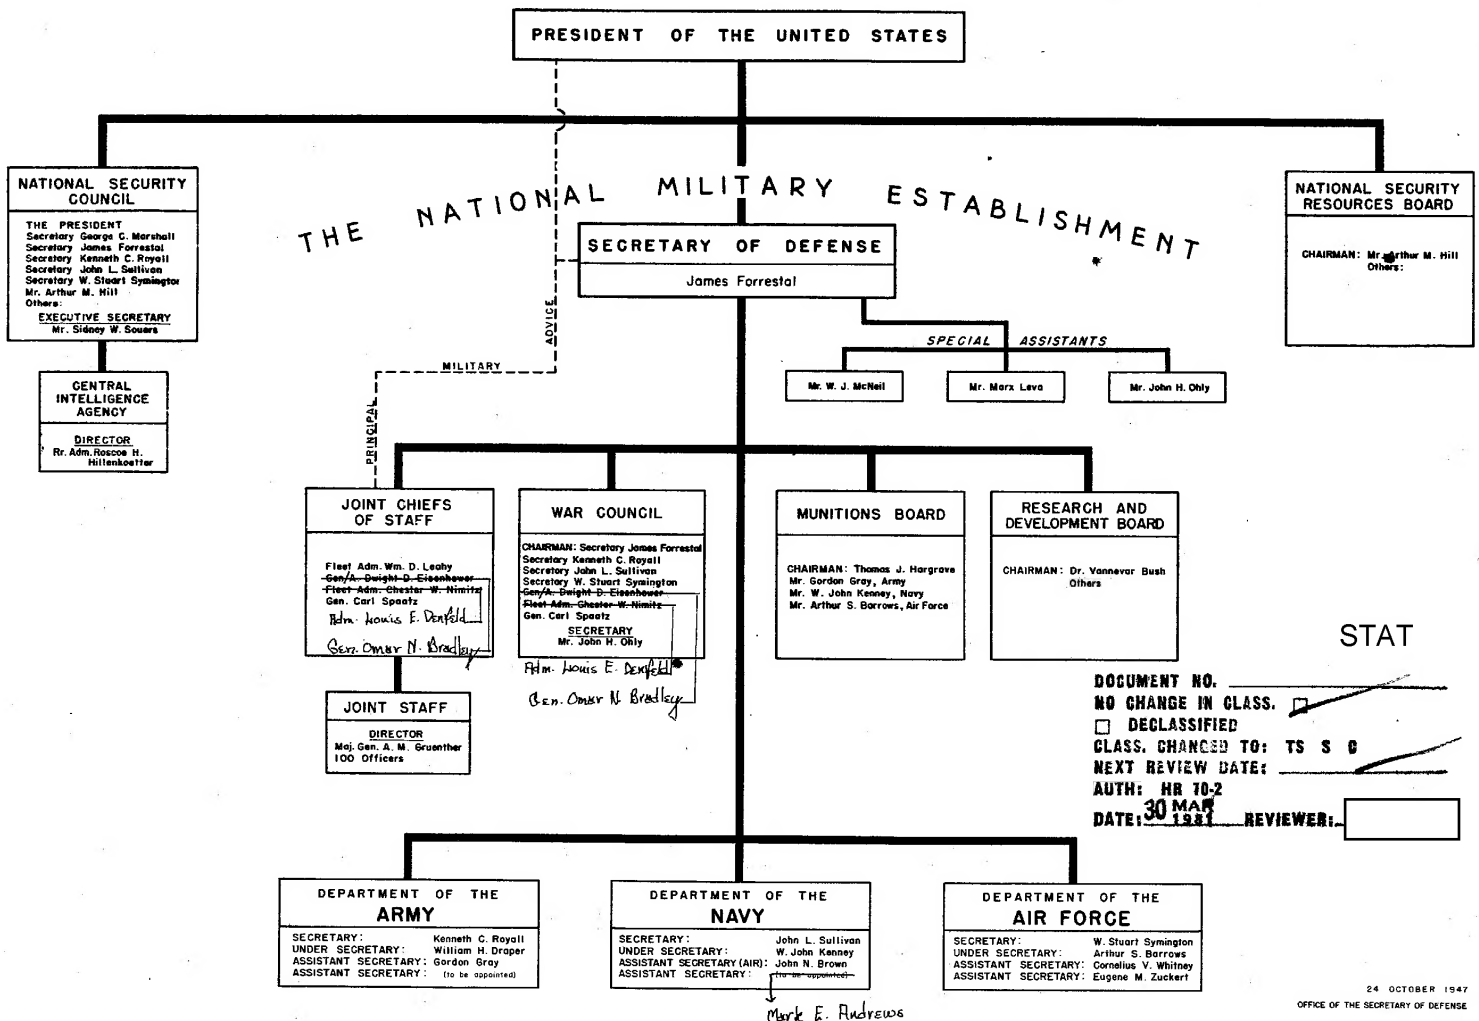 PRESIDENT OF THE UNITED STATES
THE NATIONAL MILITARY ESTABLISHMENT
NATIONAL SECURITY
COUNCIL
THE PRESIDENT
Secretary George C. Marshall
Secretary James Forrestal
Secretary Kenneth C. Royall
Secretary John L. Sullivan
Secretary W. Stuart Symington
Mr. Arthur M. Hill
Others:
EXECUTIVE SECRETARY
Mr. Sidney W. Souers
CENTRAL
INTELLIGENCE
AGENCY
DIRECTOR
Rr. Adm. Roscoe H.
Hillenkoetter
SECRETARY OF DEFENSE
James Forrestal
NATIONAL SECURITY
RESOURCES BOARD
CHAIRMAN: Mr. Arthur M. Hill
Others:
PRINCIPAL
MILITARY
ADVICE
SPECIAL ASSISTANTS
Mr. W. J. McNeil
Mr. Marx Leva
Mr. John H. Ohly
JOINT CHIEFS
OF STAFF
Fleet Adm. Wm. D. Leahy
Gen/A. Dwight D. Eisenhower
Fleet Adm. Chester W. Nimitz
Gen. Carl Spaatz
Adm. Louis E. Denfeld
Gen. Omar N. Bradley
JOINT STAFF
DIRECTOR
Maj. Gen. A. M. Gruenther
100 Officers
WAR COUNCIL
CHAIRMAN: Secretary James Forrestal
Secretary Kenneth C. Royall
Secretary John L. Sullivan
Secretary W. Stuart Symington
Gen/A. Dwight D. Eisenhower
Fleet Adm. Chester W. Nimitz
Gen. Carl Spaatz
SECRETARY
Mr. John H. Ohly
Adm. Louis E. Denfeld
Gen. Omar N. Bradley
MUNITIONS BOARD
CHAIRMAN: Thomas J. Hargrave
Mr. Gordon Gray, Army
Mr. W. John Kenney, Navy
Mr. Arthur S. Barrows, Air Force
RESEARCH AND
DEVELOPMENT BOARD
CHAIRMAN: Dr. Vannevar Bush
Others
STAT
DOCUMENT NO.
NO CHANGE IN CLASS.
DECLASSIFIED
CLASS. CHANGED TO: TS S C
NEXT REVIEW DATE:
AUTH: HR 70-2
DATE: 30 MAR 1981 REVIEWER:
DEPARTMENT OF THE
ARMY
SECRETARY: Kenneth C. Royall
UNDER SECRETARY: William H. Draper
ASSISTANT SECRETARY: Gordon Gray
ASSISTANT SECRETARY: (to be appointed)
DEPARTMENT OF THE
NAVY
SECRETARY: John L. Sullivan
UNDER SECRETARY: W. John Kenney
ASSISTANT SECRETARY (AIR): John N. Brown
ASSISTANT SECRETARY: (to be appointed)
Mark E. Andrews
DEPARTMENT OF THE
AIR FORCE
SECRETARY: W. Stuart Symington
UNDER SECRETARY: Arthur S. Barrows
ASSISTANT SECRETARY: Cornelius V. Whitney
ASSISTANT SECRETARY: Eugene M. Zuckert
24 OCTOBER 1947
OFFICE OF THE SECRETARY OF DEFENSE